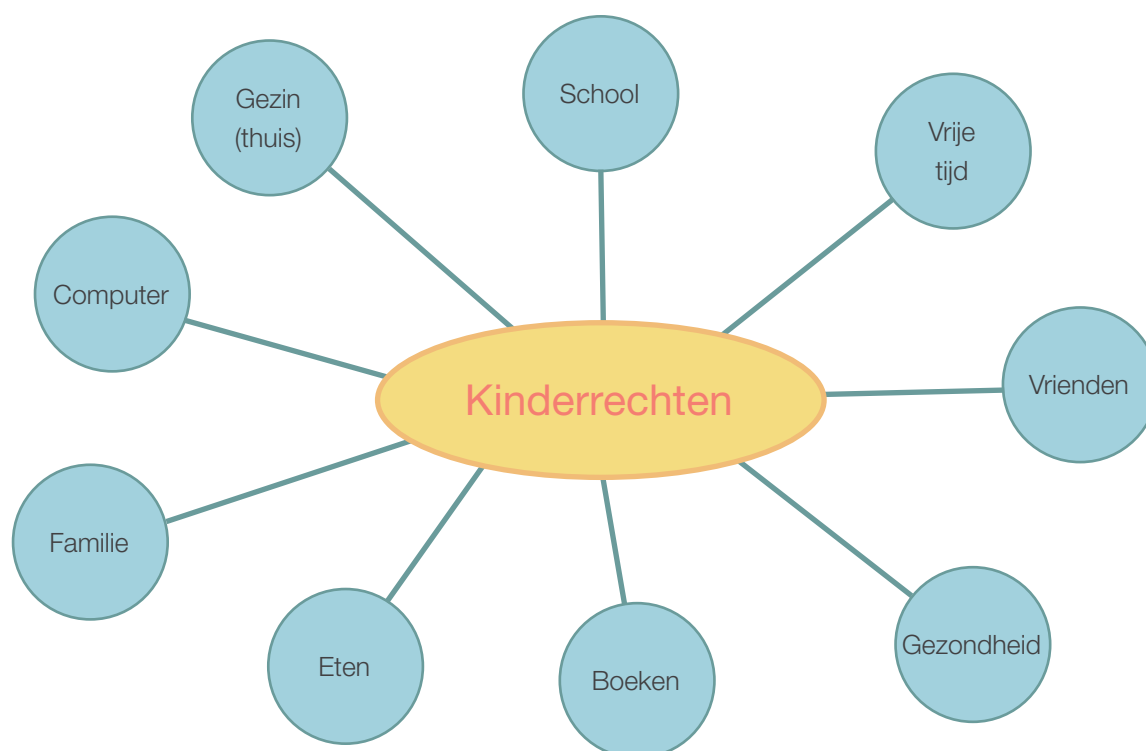 School
Gezin
(thuis)
Vrije
tijd
Computer
Kinderrechten
Vrienden
Familie
Eten
Boeken
Gezondheid